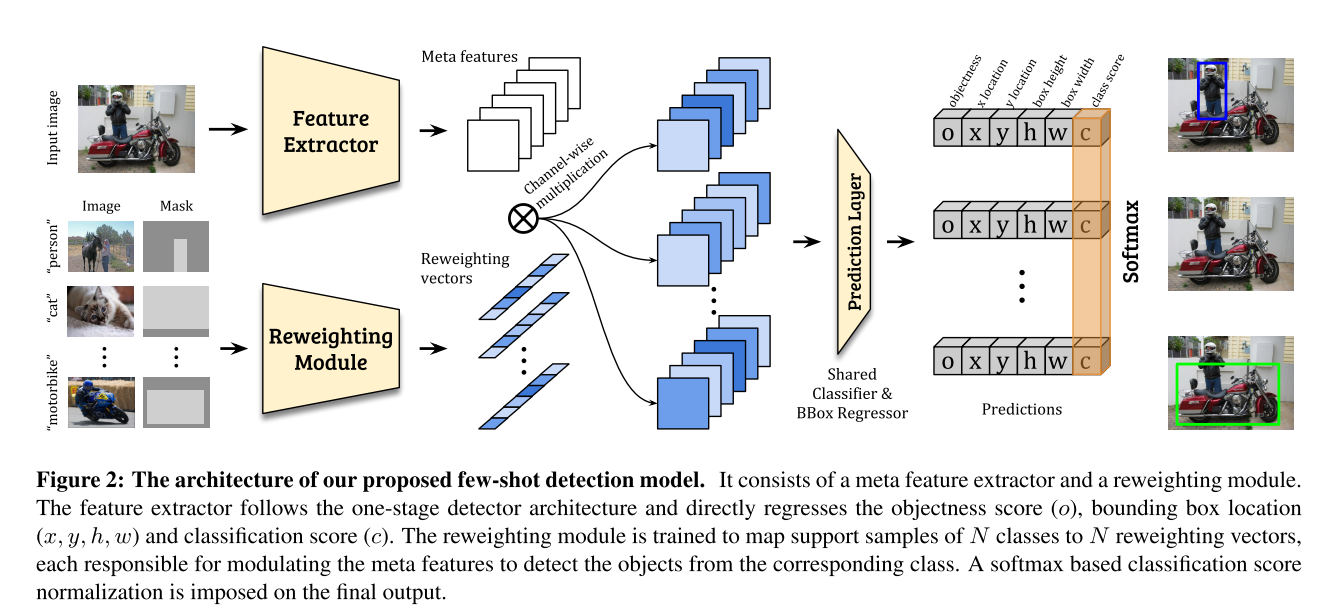 Input image
Feature
Extractor
Meta features
Channel-wise
multiplication
Image
Mask
"person"
"cat"
"motorbike"
Reweighting
Module
Reweighting
vectors
Prediction Layer
Shared
Classifier &
BBox Regressor
objectness
x location
y location
box height
box width
class score
o x y h w c
o x y h w c
o x y h w c
Predictions
Softmax
Figure 2: The architecture of our proposed few-shot detection model. It consists of a meta feature extractor and a reweighting module.
The feature extractor follows the one-stage detector architecture and directly regresses the objectness score (o), bounding box location
(x, y, h, w) and classification score (c). The reweighting module is trained to map support samples of N classes to N reweighting vectors,
each responsible for modulating the meta features to detect the objects from the corresponding class. A softmax based classification score
normalization is imposed on the final output.